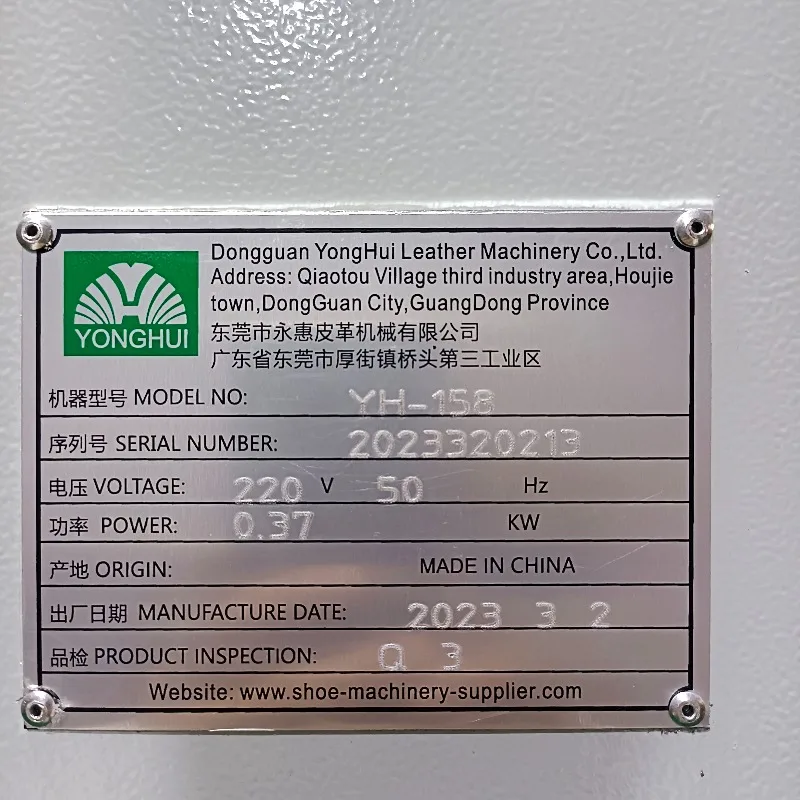 YONGHUI
Dongguan YongHui Leather Machinery Co.,Ltd.
Address: Qiaotou Village third industry area,Houjie
town,DongGuan City,GuangDong Province
东莞市永惠皮革机械有限公司
广东省东莞市厚街镇桥头第三工业区
机器型号 MODEL NO: YH-158
序列号 SERIAL NUMBER: 2023320213
电压 VOLTAGE: 220 V 50 Hz
功率 POWER: 0.37 KW
产地 ORIGIN: MADE IN CHINA
出厂日期 MANUFACTURE DATE: 2023 3 2
品检 PRODUCT INSPECTION: Q 3
Website: www.shoe-machinery-supplier.com